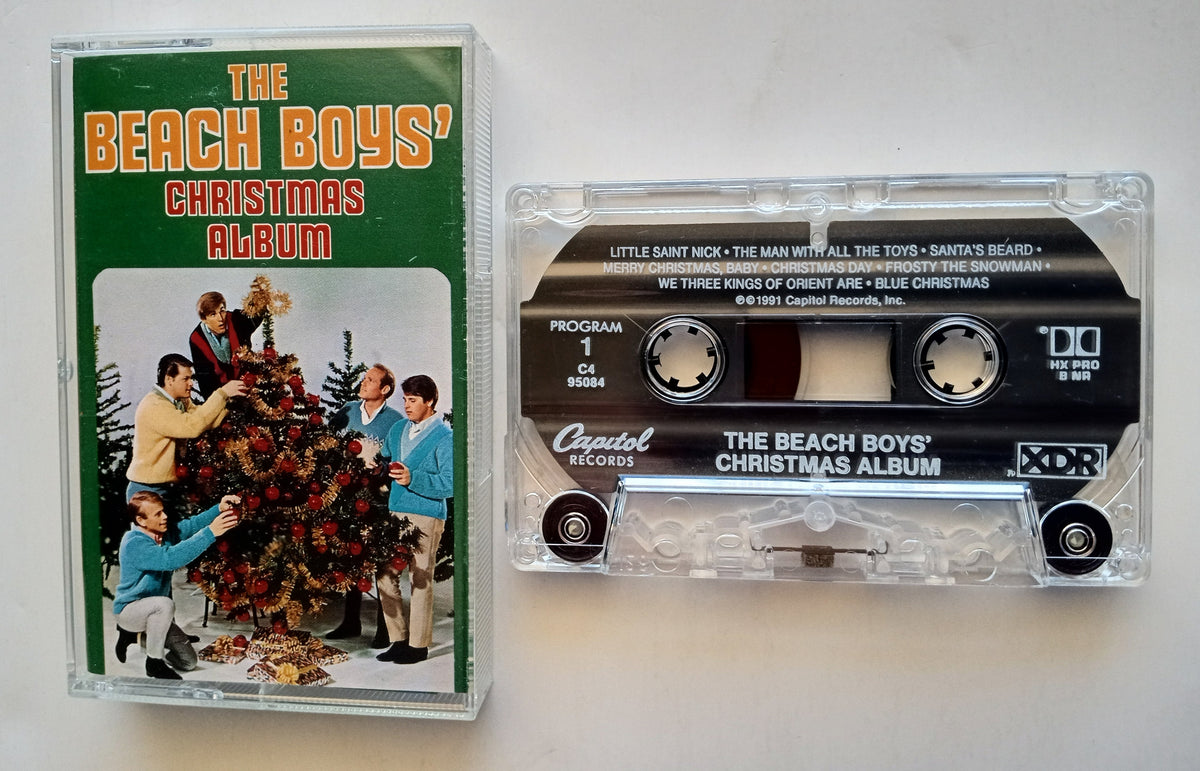 THE
BEACH BOYS'
CHRISTMAS
ALBUM
LITTLE SAINT NICK • THE MAN WITH ALL THE TOYS • SANTA'S BEARD •
MERRY CHRISTMAS, BABY • CHRISTMAS DAY • FROSTY THE SNOWMAN •
WE THREE KINGS OF ORIENT ARE • BLUE CHRISTMAS
℗©1991 Capitol Records, Inc.
PROGRAM
1
C4
95084
HX PRO
B NR
Capitol
RECORDS
THE BEACH BOYS'
CHRISTMAS ALBUM
XDR